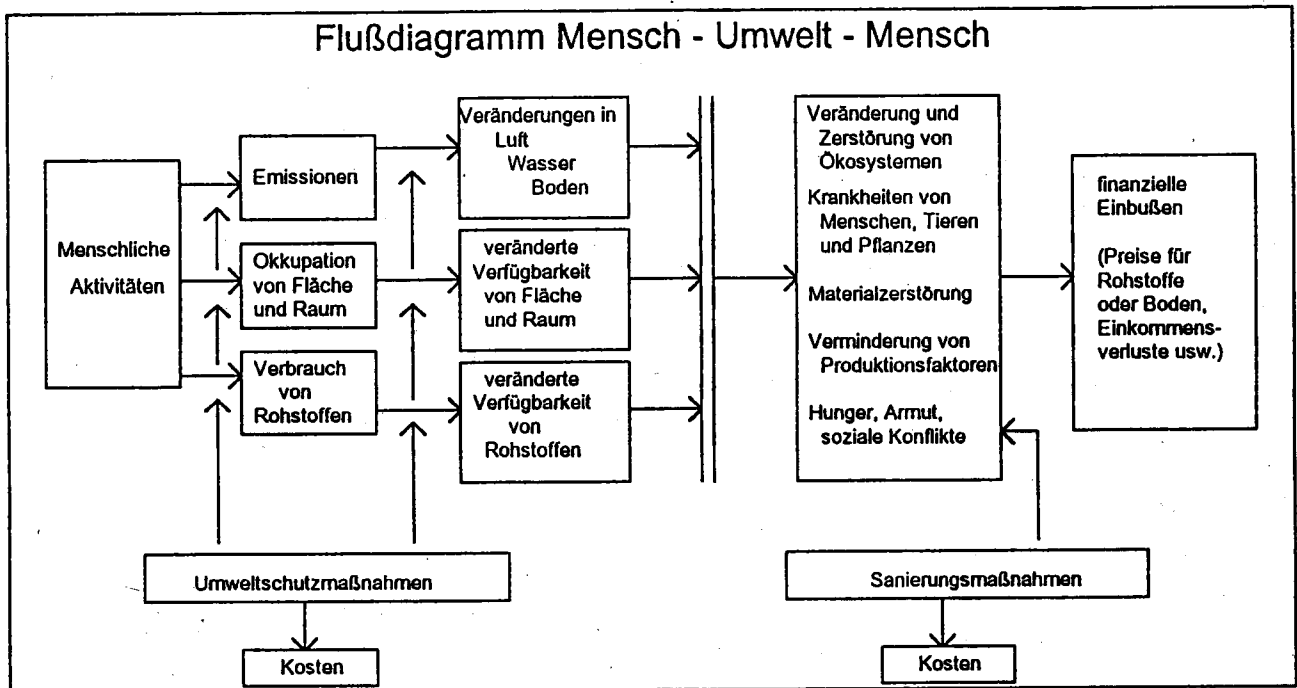 Flußdiagramm Mensch - Umwelt - Mensch
Menschliche
Aktivitäten
Emissionen
Okkupation
von Fläche
und Raum
Verbrauch
von
Rohstoffen
Veränderungen in
Luft
Wasser
Boden
veränderte
Verfügbarkeit
von Fläche
und Raum
veränderte
Verfügbarkeit
von
Rohstoffen
Veränderung und
Zerstörung von
Ökosystemen
Krankheiten von
Menschen, Tieren
und Pflanzen
Materialzerstörung
Verminderung von
Produktionsfaktoren
Hunger, Armut,
soziale Konflikte
finanzielle
Einbußen
(Preise für
Rohstoffe
oder Boden,
Einkommens-
verluste usw.)
Umweltschutzmaßnahmen
Kosten
Sanierungsmaßnahmen
Kosten